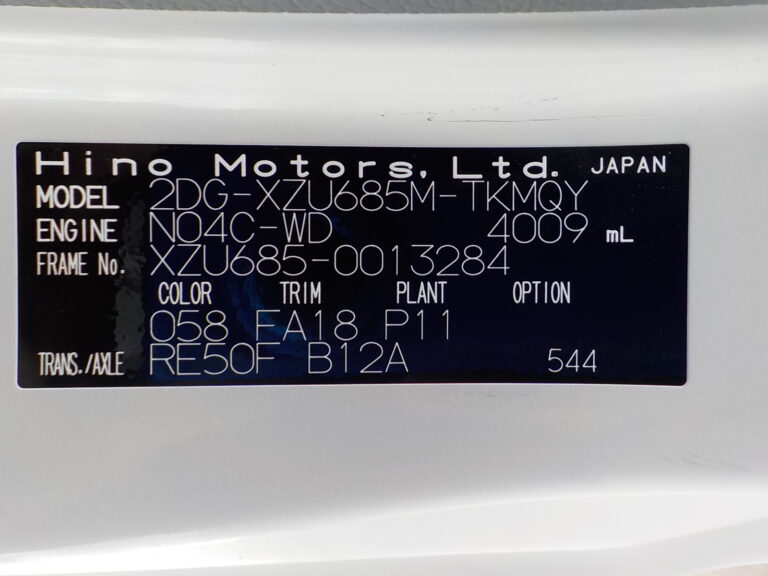 Hino Motors, Ltd. JAPAN
MODEL 2DG-XZU685M-TKMQY
ENGINE N04C-WD 4009 mL
FRAME No. XZU685-0013284
COLOR TRIM PLANT OPTION
058 FA18 P11
TRANS./AXLE RE50F B12A 544